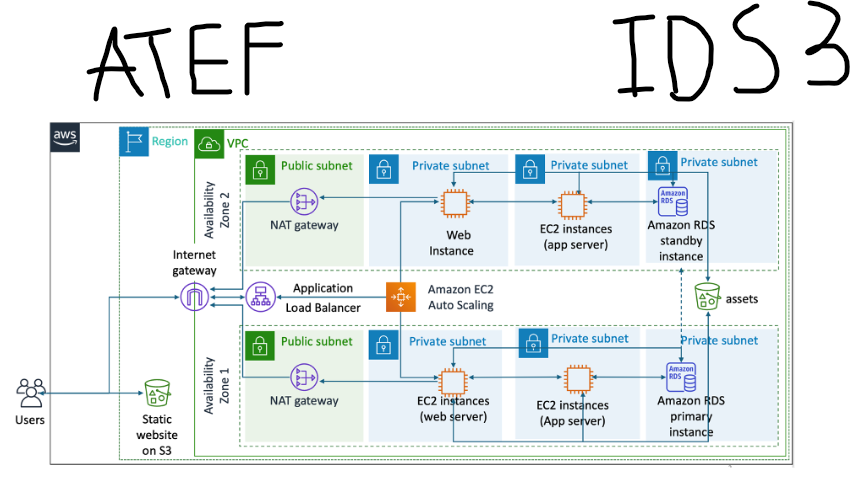 ATEF
IDS 3
aws
Region
VPC
Availability
Zone 2
Public subnet
NAT gateway
Private subnet
Web
Instance
Private subnet
EC2 instances
(app server)
Private subnet
Amazon
RDS
Amazon RDS
standby
instance
Internet
gateway
Application
Load Balancer
Amazon EC2
Auto Scaling
assets
Availability
Zone 1
Public subnet
NAT gateway
Private subnet
EC2 instances
(web server)
Private subnet
EC2 instances
(App server)
Private subnet
Amazon
RDS
Amazon RDS
primary
instance
Users
Static
website
on S3